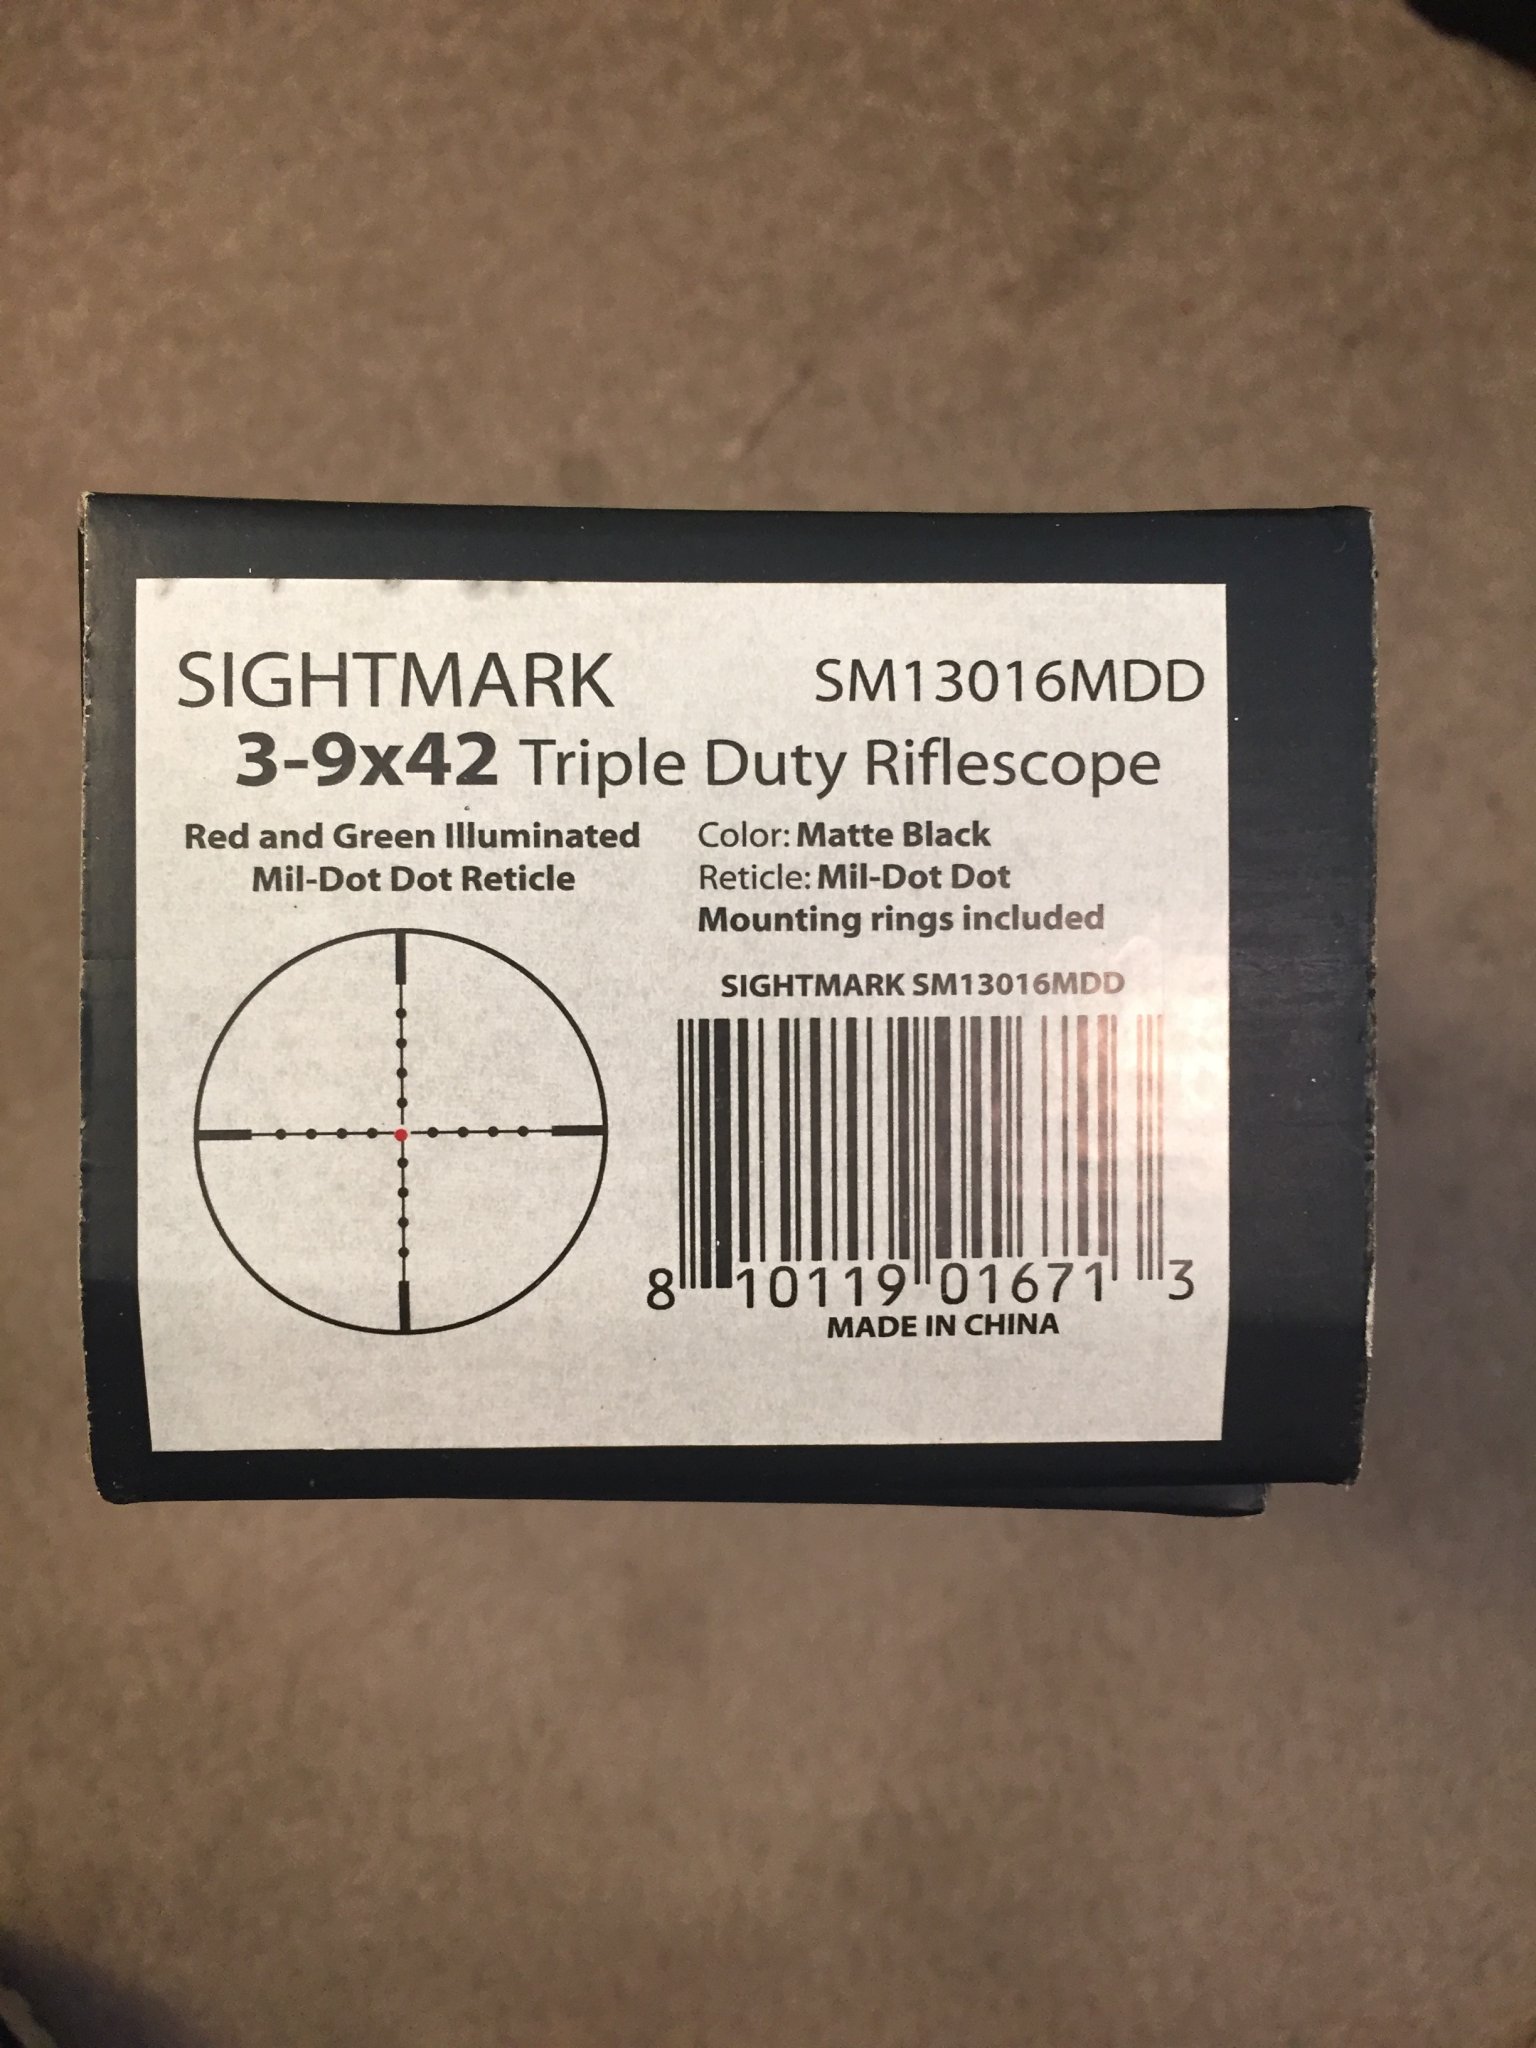 SIGHTMARK SM13016MDD
3-9x42 Triple Duty Riflescope
Red and Green Illuminated
Mil-Dot Dot Reticle
Color: Matte Black
Reticle: Mil-Dot Dot
Mounting rings included
SIGHTMARK SM13016MDD
8 10119 01671 3
MADE IN CHINA